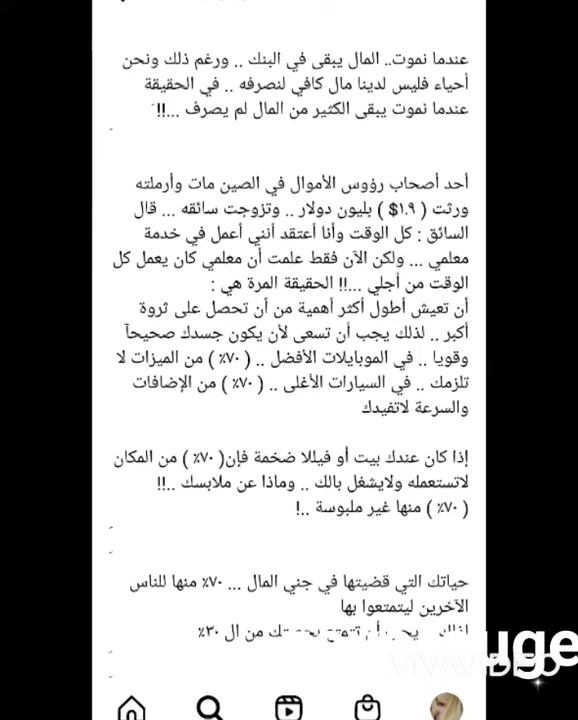 عندما نموت.. المال يبقى في البنك .. ورغم ذلك ونحن
أحياء فليس لدينا مال كافي لنصرفه .. في الحقيقة
عندما نموت يبقى الكثير من المال لم يصرف ...!!
أحد أصحاب رؤوس الأموال في الصين مات وأرملته
ورثت ( ١.٩$ ) بليون دولار .. وتزوجت سائقه ... قال
السائق : كل الوقت وأنا أعتقد أنني أعمل في خدمة
معلمي ... ولكن الآن فقط علمت أن معلمي كان يعمل كل
الوقت من أجلي ...!! الحقيقة المرة هي :
أن تعيش أطول أكثر أهمية من أن تحصل على ثروة
أكبر .. لذلك يجب أن تسعى لأن يكون جسدك صحيحآ
وقويا .. في الموبايلات الأفضل .. ( ٧٠٪ ) من الميزات لا
تلزمك .. في السيارات الأغلى .. ( ٧٠٪ ) من الإضافات
والسرعة لاتفيدك
إذا كان عندك بيت أو فيللا ضخمة فإن( ٧٠٪ ) من المكان
لاتستعمله ولايشغل بالك .. وماذا عن ملابسك ..!!
( ٧٠٪ ) منها غير ملبوسة ..!
حياتك التي قضيتها في جني المال ... ٧٠٪ منها للناس
الآخرين ليتمتعوا بها
من ال ٣٠٪
uge